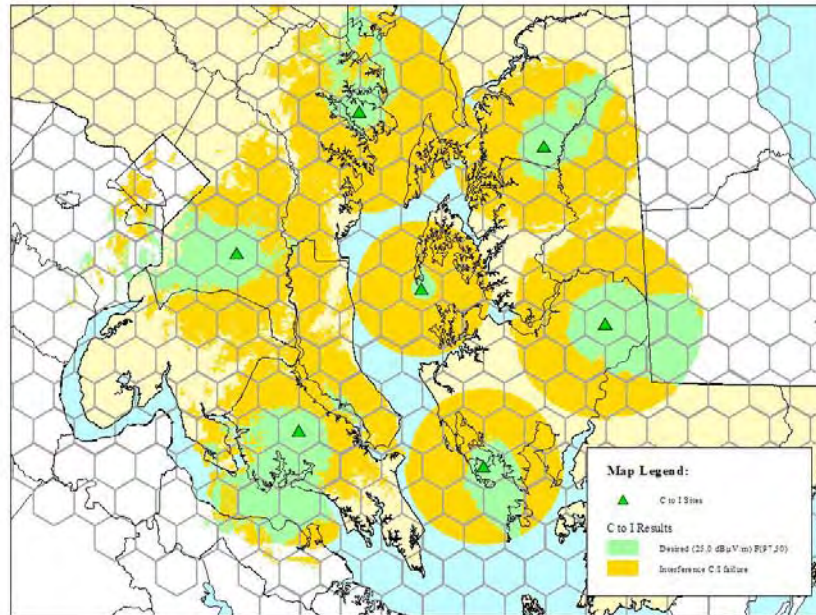 Map Legend:
C to I Sites
C to I Results
Desired (25.0 dBµV/m) F(97,50)
Interference C/I failure